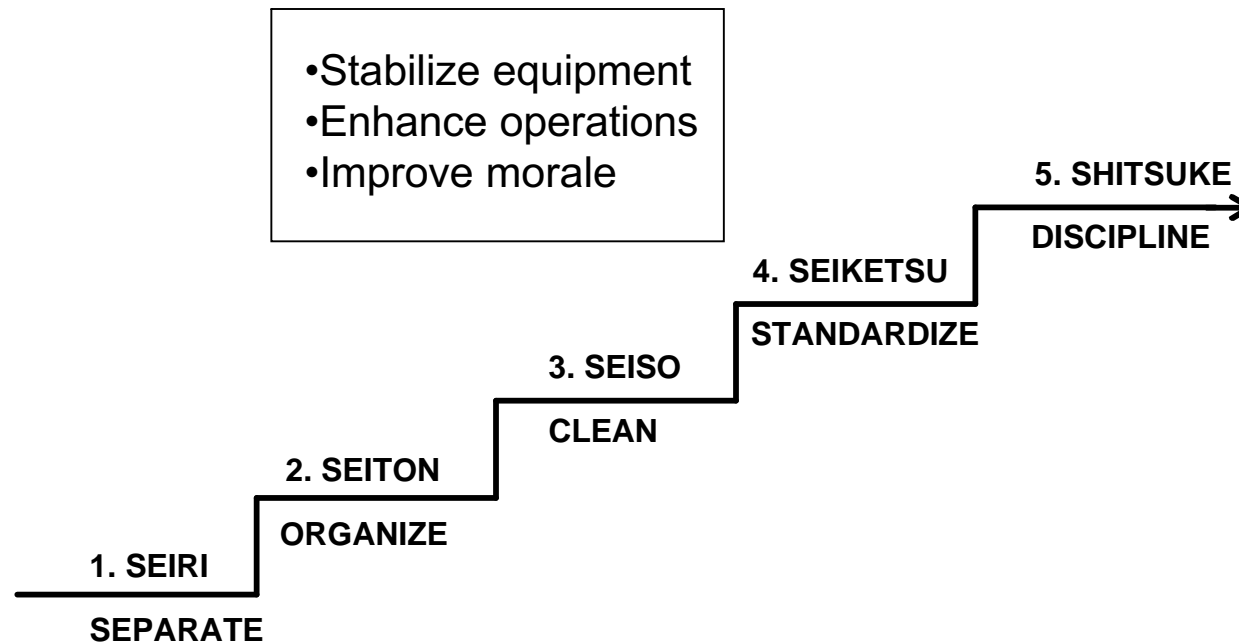 •Stabilize equipment
•Enhance operations
•Improve morale
5. SHITSUKE
DISCIPLINE
4. SEIKETSU
STANDARDIZE
3. SEISO
CLEAN
2. SEITON
ORGANIZE
1. SEIRI
SEPARATE